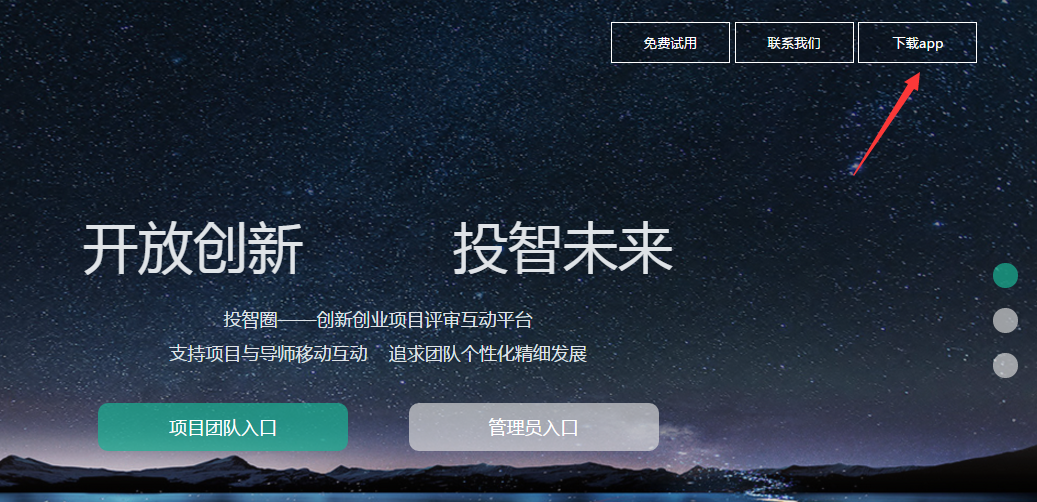 免费试用 联系我们 下载app
开放创新 投智未来
投智圈——创新创业项目评审互动平台
支持项目与导师移动互动 追求团队个性化精细发展
项目团队入口 管理员入口